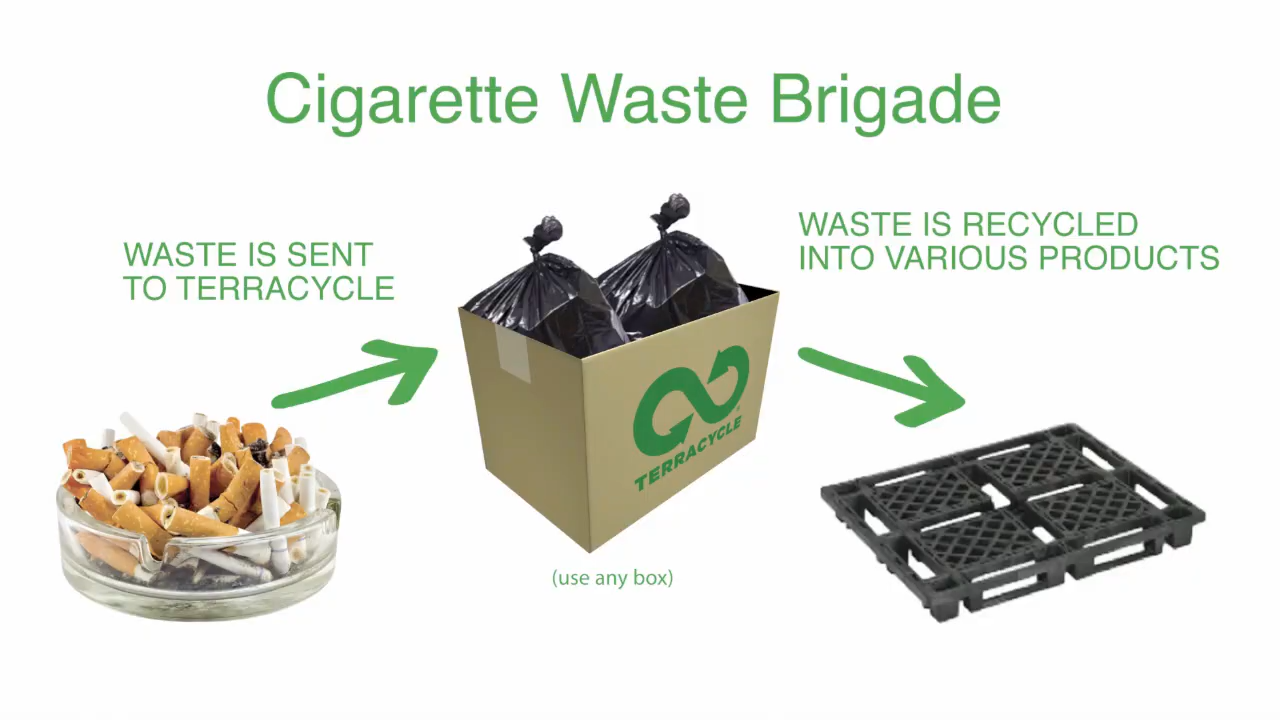 Cigarette Waste Brigade
WASTE IS SENT
TO TERRACYCLE
WASTE IS RECYCLED
INTO VARIOUS PRODUCTS
TERRACYCLE
(use any box)